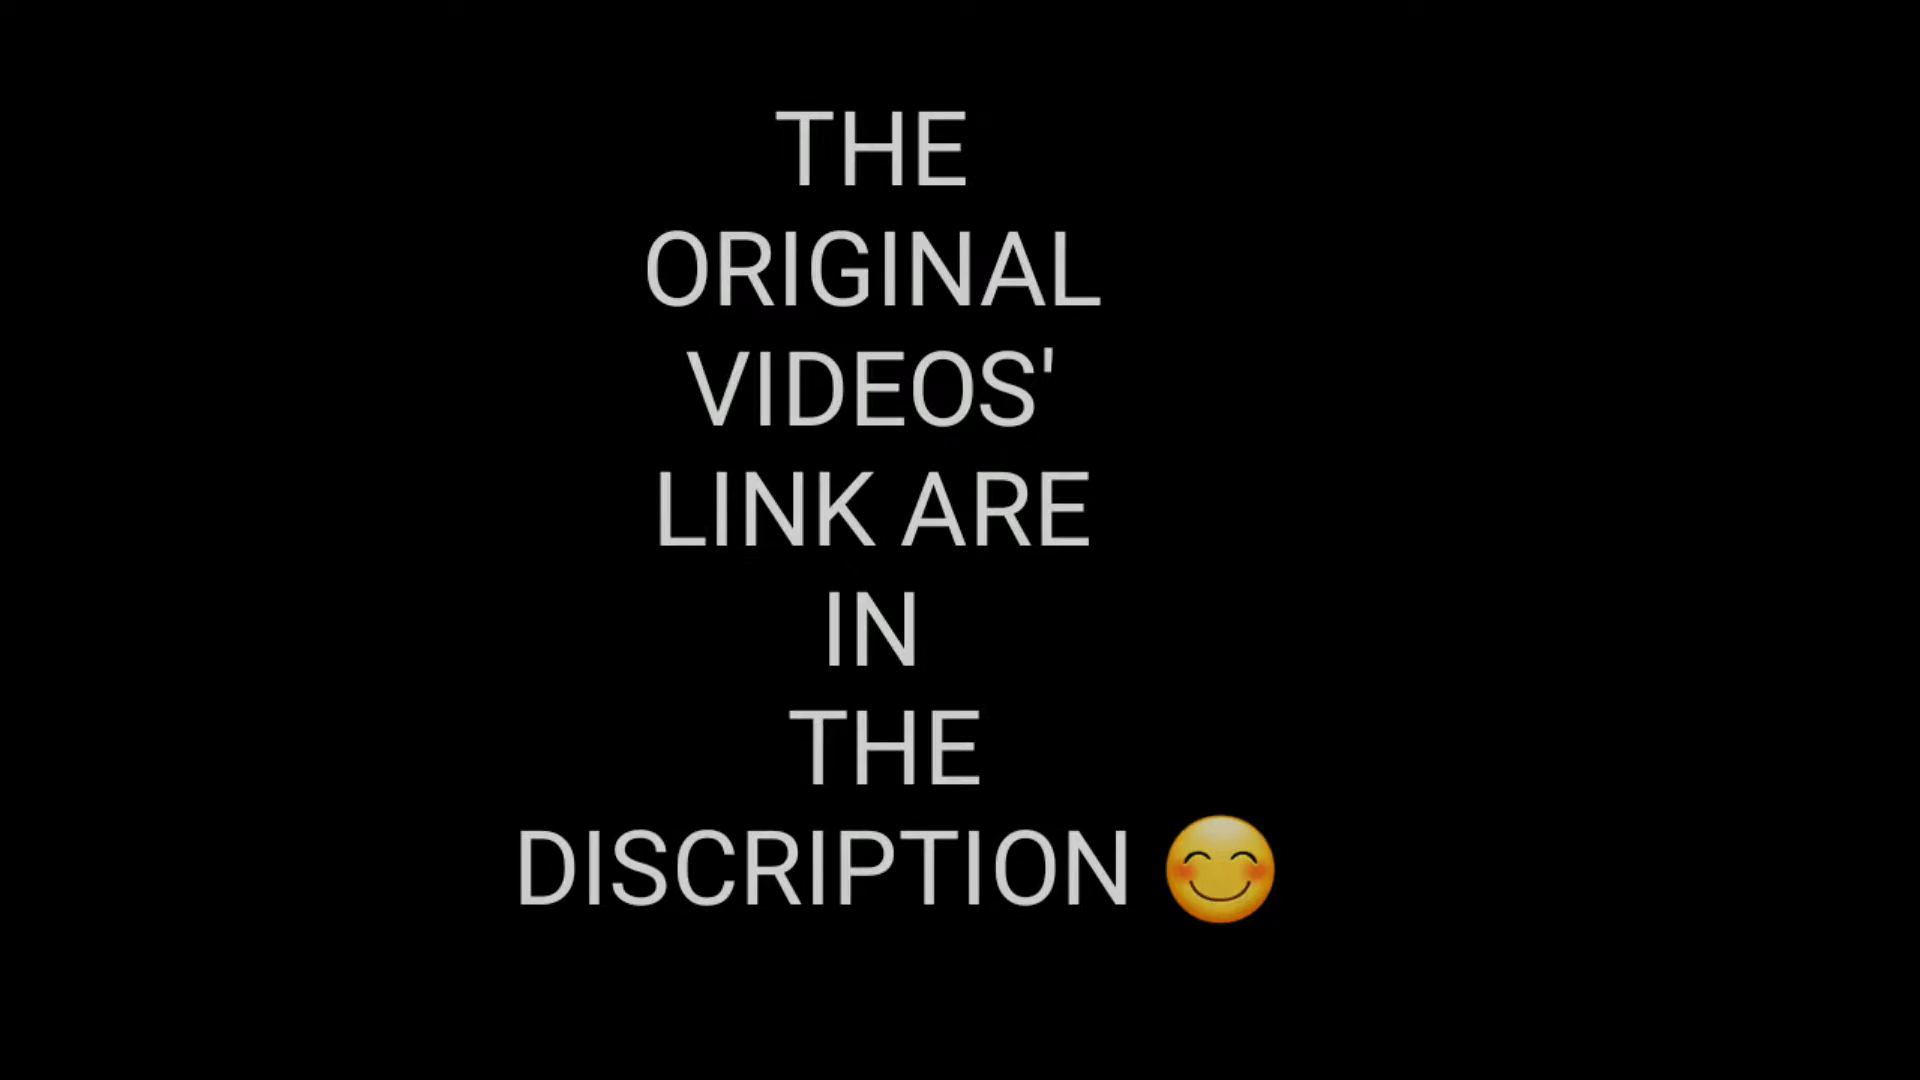 THE
ORIGINAL
VIDEOS'
LINK ARE
IN
THE
DISCRIPTION 😊